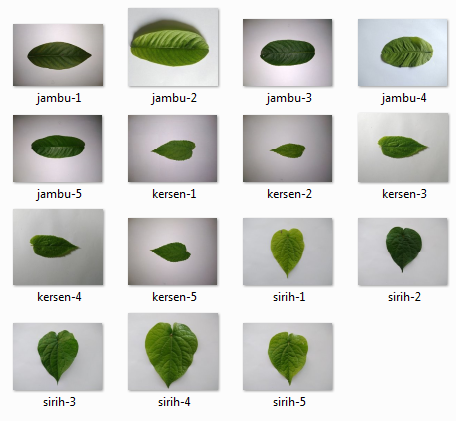 jambu-1
jambu-2
jambu-3
jambu-4
jambu-5
kersen-1
kersen-2
kersen-3
kersen-4
kersen-5
sirih-1
sirih-2
sirih-3
sirih-4
sirih-5